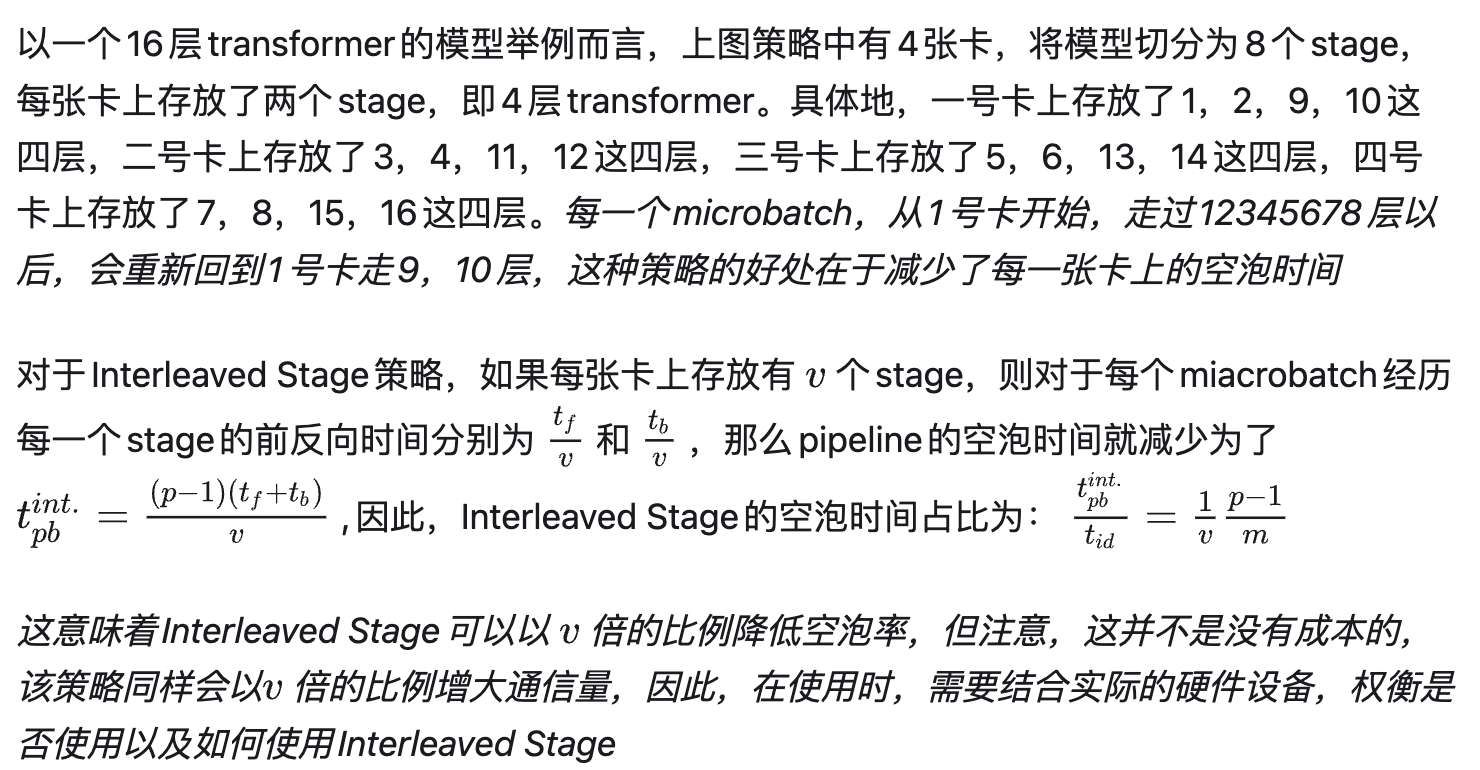 以一个16层transformer的模型举例而言，上图策略中有4张卡，将模型切分为8个stage，
每张卡上存放了两个stage，即4层transformer。具体地，一号卡上存放了1，2，9，10这
四层，二号卡上存放了3，4，11，12这四层，三号卡上存放了5，6，13，14这四层，四号
卡上存放了7，8，15，16这四层。每一个microbatch，从1号卡开始，走过12345678层以
后，会重新回到1号卡走9，10层，这种策略的好处在于减少了每一张卡上的空泡时间
对于Interleaved Stage策略，如果每张卡上存放有 v 个stage，则对于每个miacrobatch经历
每一个stage的前反向时间分别为 \frac{t_f}{v} 和 \frac{t_b}{v} ，那么pipeline的空泡时间就减少为了
t_{pb}^{int.} = \frac{(p-1)(t_f+t_b)}{v} ,因此，Interleaved Stage的空泡时间占比为： \frac{t_{pb}^{int.}}{t_{id}} = \frac{1}{v}\frac{p-1}{m}
这意味着Interleaved Stage可以以 v 倍的比例降低空泡率，但注意，这并不是没有成本的，
该策略同样会以v 倍的比例增大通信量，因此，在使用时，需要结合实际的硬件设备，权衡是
否使用以及如何使用Interleaved Stage